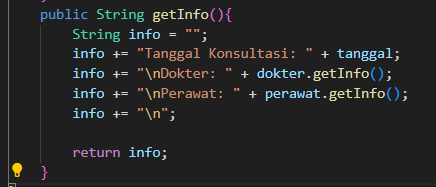 public String getInfo(){
String info = "";
info += "Tanggal Konsultasi: " + tanggal;
info += "\nDokter: " + dokter.getInfo();
info += "\nPerawat: " + perawat.getInfo();
info += "\n";
return info;
}